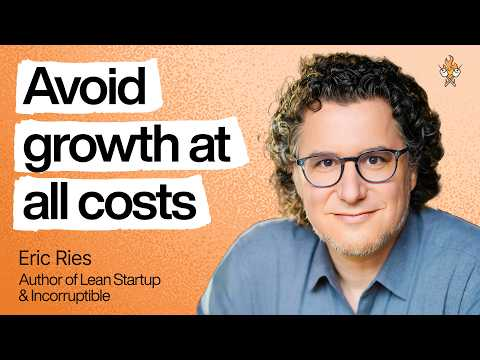 Avoid
growth at
all costs
Eric Ries
Author of Lean Startup
& Incorruptible